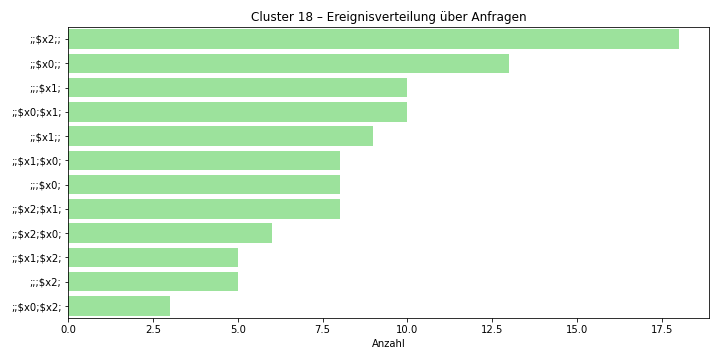 Cluster 18 – Ereignisverteilung über Anfragen
;;$x2;;
;;$x0;;
;;;$x1;
;;$x0;$x1;
;;$x1;;
;;$x1;$x0;
;;;$x0;
;;$x2;$x1;
;;$x2;$x0;
;;$x1;$x2;
;;;$x2;
;;$x0;$x2;
0.0 2.5 5.0 7.5 10.0 12.5 15.0 17.5
Anzahl